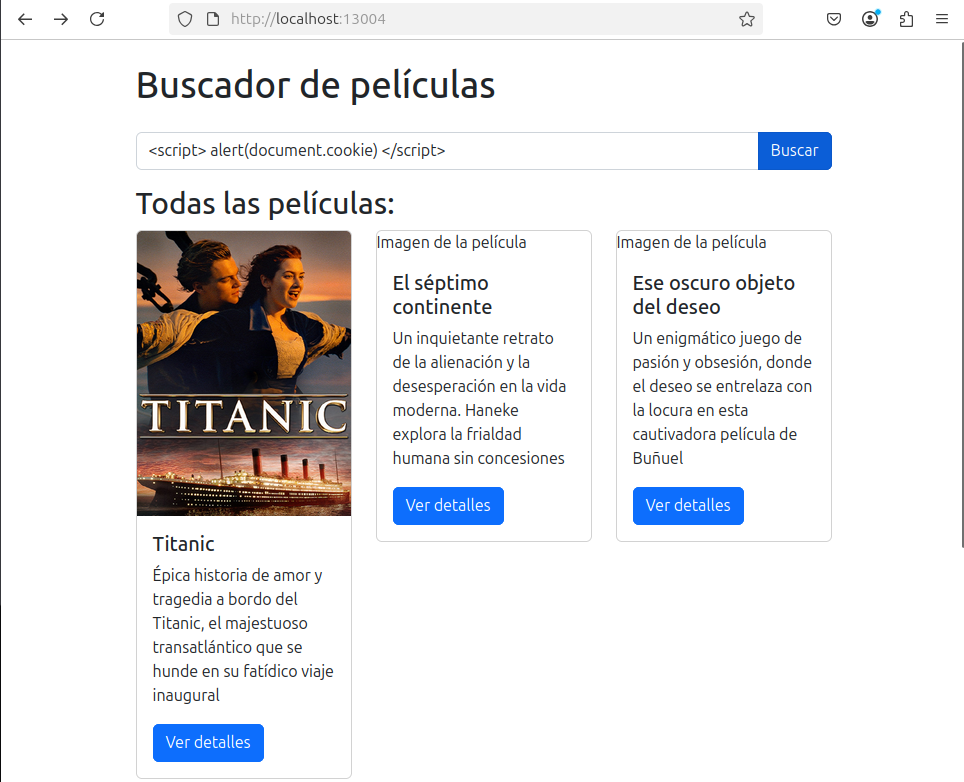 http://localhost:13004
Buscador de películas
<script> alert(document.cookie) </script>
Buscar
Todas las películas:
TITANIC
Titanic
Épica historia de amor y
tragedia a bordo del
Titanic, el majestuoso
transatlántico que se
hunde en su fatídico viaje
inaugural
Ver detalles
Imagen de la película
El séptimo
continente
Un inquietante retrato
de la alienación y la
desesperación en la vida
moderna. Haneke
explora la frialdad
humana sin concesiones
Ver detalles
Imagen de la película
Ese oscuro objeto
del deseo
Un enigmático juego de
pasión y obsesión, donde
el deseo se entrelaza con
la locura en esta
cautivadora película de
Buñuel
Ver detalles